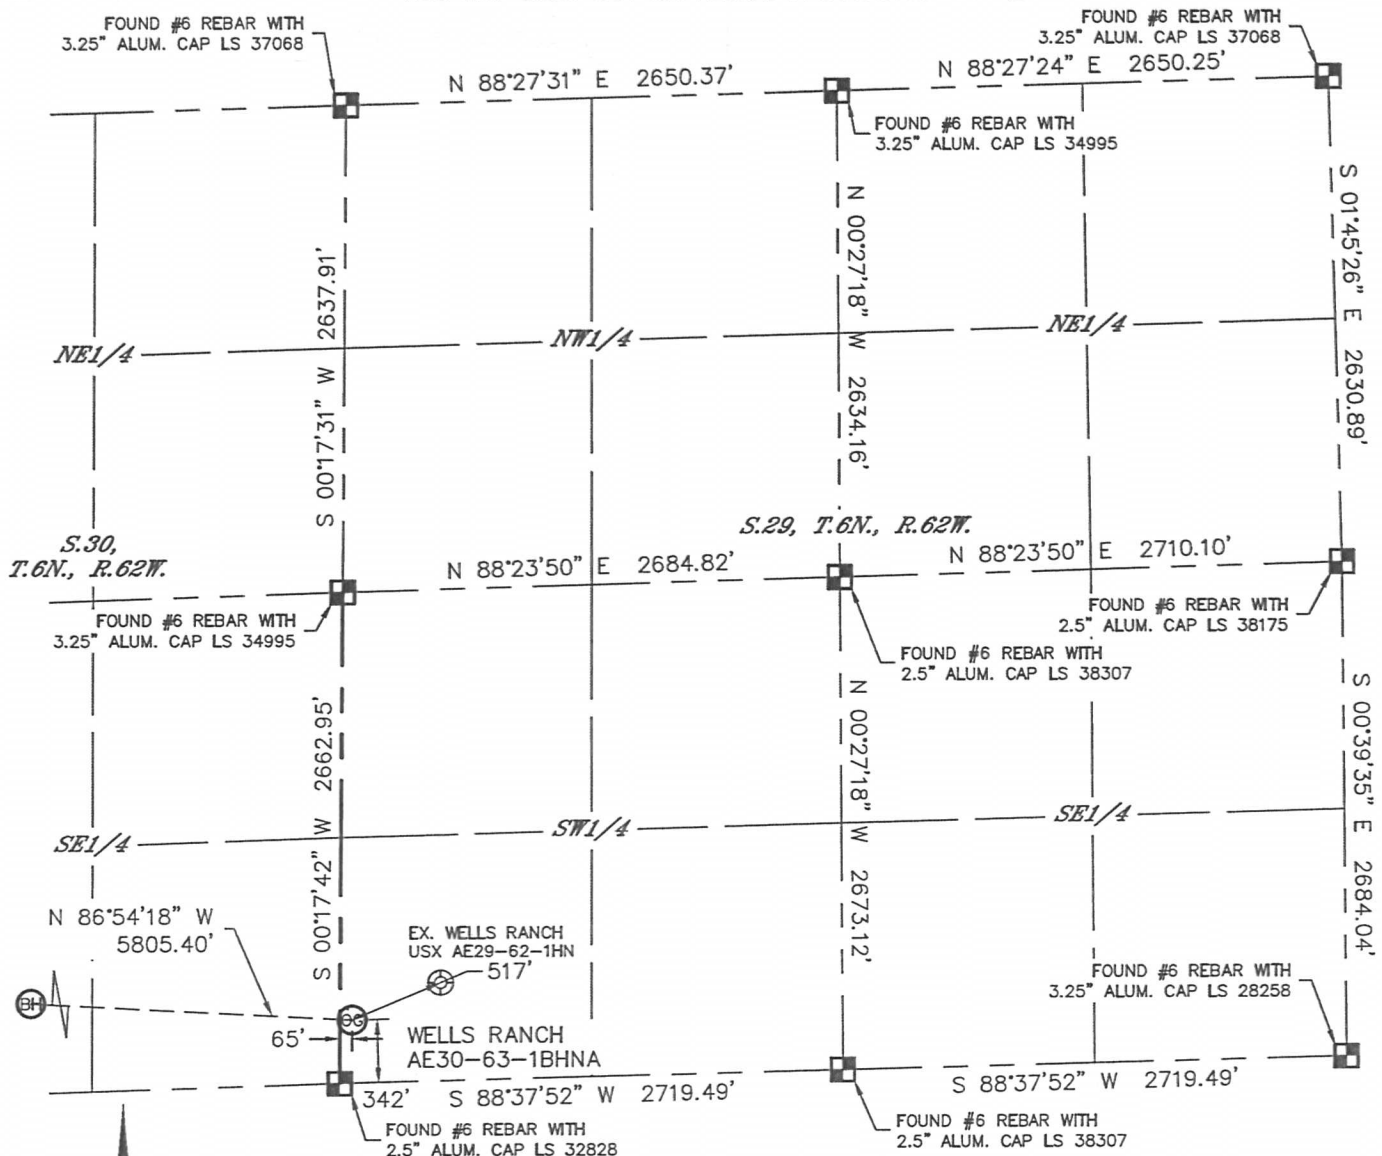 FOUND #6 REBAR WITH
3.25" ALUM. CAP LS 37068
FOUND #6 REBAR WITH
3.25" ALUM. CAP LS 37068
N 88°27'31" E 2650.37'
N 88°27'24" E 2650.25'
FOUND #6 REBAR WITH
3.25" ALUM. CAP LS 34995
S 00°17'31" W 2637.91'
N 00°27'18" W 2634.16'
S 01°45'26" E 2630.89'
NE1/4
NW1/4
NE1/4
S.30,
T.6N., R.62W.
S.29, T.6N., R.62W.
N 88°23'50" E 2684.82'
N 88°23'50" E 2710.10'
FOUND #6 REBAR WITH
3.25" ALUM. CAP LS 34995
FOUND #6 REBAR WITH
2.5" ALUM. CAP LS 38175
FOUND #6 REBAR WITH
2.5" ALUM. CAP LS 38307
S 00°17'42" W 2662.95'
N 00°27'18" W 2673.12'
S 00°39'35" E 2684.04'
SE1/4
SW1/4
SE1/4
N 86°54'18" W
5805.40'
EX. WELLS RANCH
USX AE29-62-1HN
517'
BH
OG
65'
WELLS RANCH
AE30-63-1BHNA
342'
FOUND #6 REBAR WITH
3.25" ALUM. CAP LS 28258
S 88°37'52" W 2719.49'
S 88°37'52" W 2719.49'
FOUND #6 REBAR WITH
2.5" ALUM. CAP LS 32828
FOUND #6 REBAR WITH
2.5" ALUM. CAP LS 38307